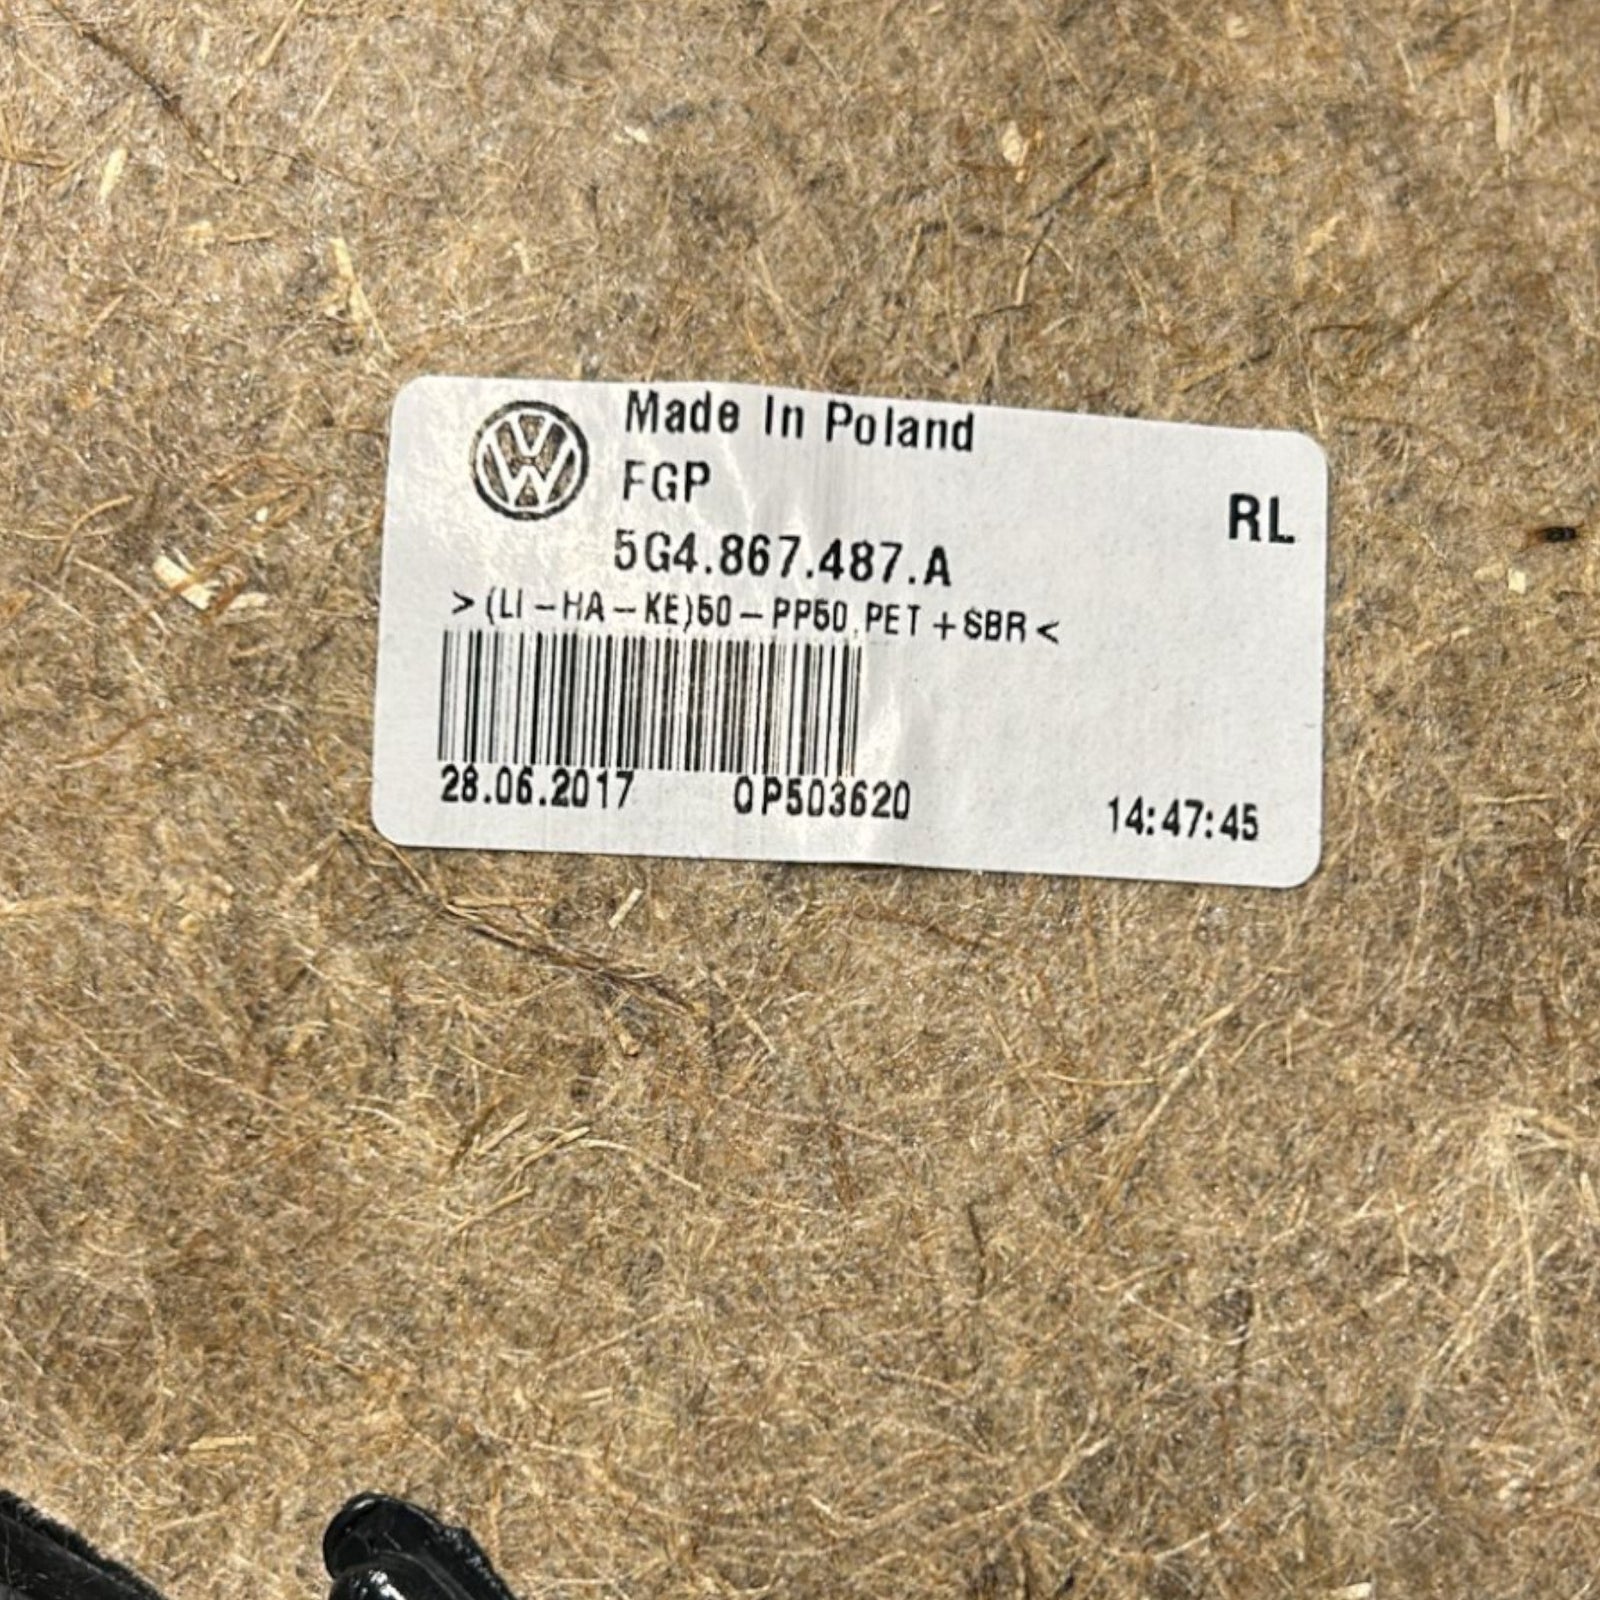 Made In Poland
FGP
RL
5G4.867.487.A
>(LI-HA-KE)50-PP50,PET+SBR<
28.06.2017 0P503620 14:47:45